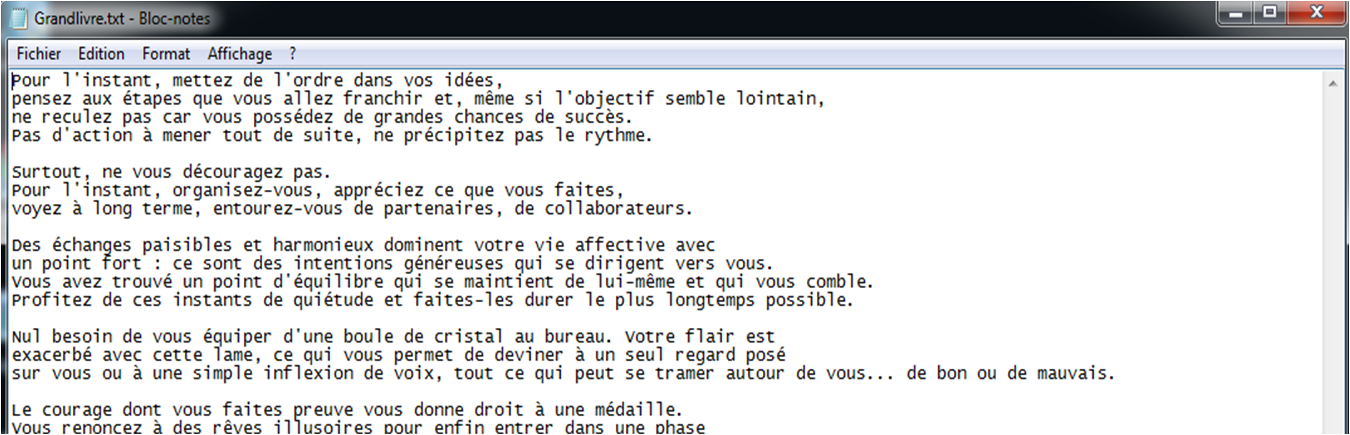 Grandlivre.txt - Bloc-notes
Fichier Edition Format Affichage ?
Pour l'instant, mettez de l'ordre dans vos idées,
pensez aux étapes que vous allez franchir et, même si l'objectif semble lointain,
ne reculez pas car vous possédez de grandes chances de succès.
Pas d'action à mener tout de suite, ne précipitez pas le rythme.
Surtout, ne vous découragez pas.
Pour l'instant, organisez-vous, appréciez ce que vous faites,
voyez à long terme, entourez-vous de partenaires, de collaborateurs.
Des échanges paisibles et harmonieux dominent votre vie affective avec
un point fort : ce sont des intentions généreuses qui se dirigent vers vous.
Vous avez trouvé un point d'équilibre qui se maintient de lui-même et qui vous comble.
Profitez de ces instants de quiétude et faites-les durer le plus longtemps possible.
Nul besoin de vous équiper d'une boule de cristal au bureau. Votre flair est
exacerbé avec cette lame, ce qui vous permet de deviner à un seul regard posé
sur vous ou à une simple inflexion de voix, tout ce qui peut se tramer autour de vous... de bon ou de mauvais.
Le courage dont vous faites preuve vous donne droit à une médaille.
Vous renoncez à des rêves illusoires pour enfin entrer dans une phase